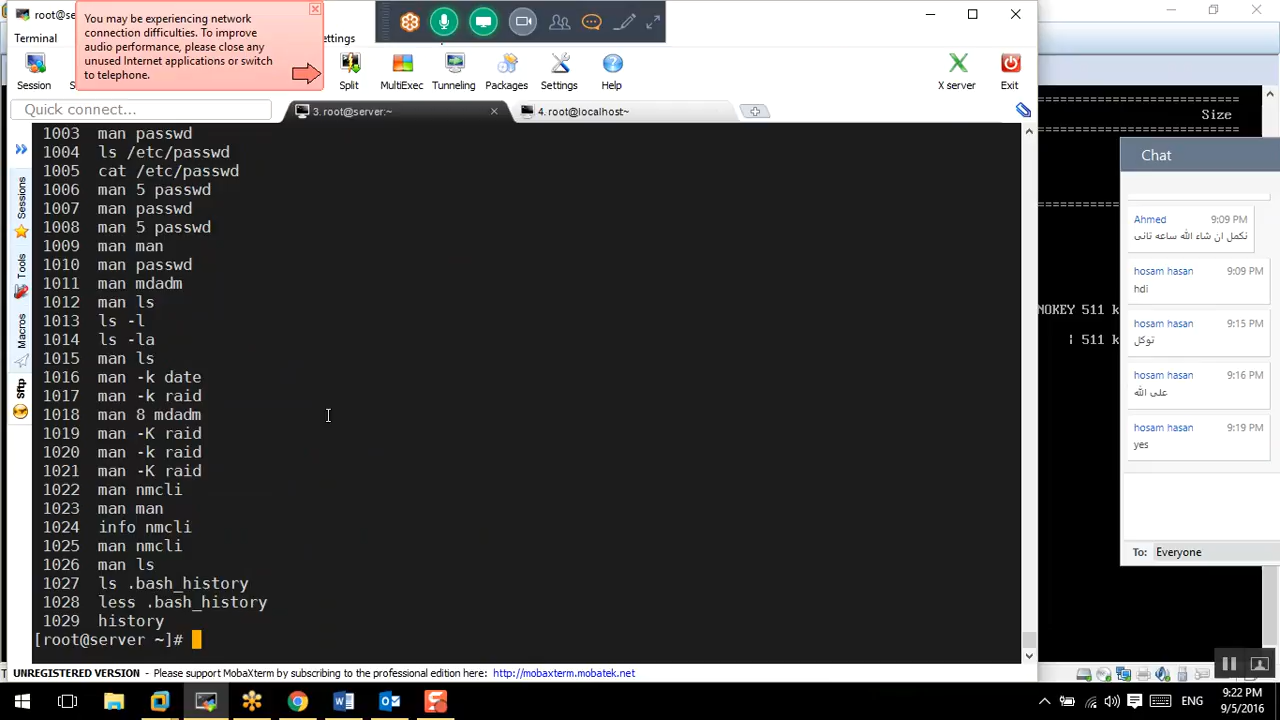 root@se
You may be experiencing network
connection difficulties. To improve
audio performance, please close any
unused Internet applications or switch
to telephone.
Terminal
ettings
Session
Split
MultiExec
Tunneling
Packages
Settings
Help
X server
Exit
Quick connect...
3. root@server:~
4. root@localhost~
Sessions
Tools
Macros
Sftp
1003 man passwd
1004 ls /etc/passwd
1005 cat /etc/passwd
1006 man 5 passwd
1007 man passwd
1008 man 5 passwd
1009 man man
1010 man passwd
1011 man mdadm
1012 man ls
1013 ls -l
1014 ls -la
1015 man ls
1016 man -k date
1017 man -k raid
1018 man 8 mdadm
1019 man -K raid
1020 man -k raid
1021 man -K raid
1022 man nmcli
1023 man man
1024 info nmcli
1025 man nmcli
1026 man ls
1027 ls .bash_history
1028 less .bash_history
1029 history
[root@server ~]#
UNREGISTERED VERSION - Please support MobaXterm by subscribing to the professional edition here: http://mobaxterm.mobatek.net
Size
NOKEY 511 k
| 511 k
Chat
Ahmed 9:09 PM
نكمل ان شاء الله ساعه تانى
hosam hasan 9:09 PM
hdi
hosam hasan 9:15 PM
توكل
hosam hasan 9:16 PM
على الله
hosam hasan 9:19 PM
yes
To: Everyone
ENG
9:22 PM
9/5/2016